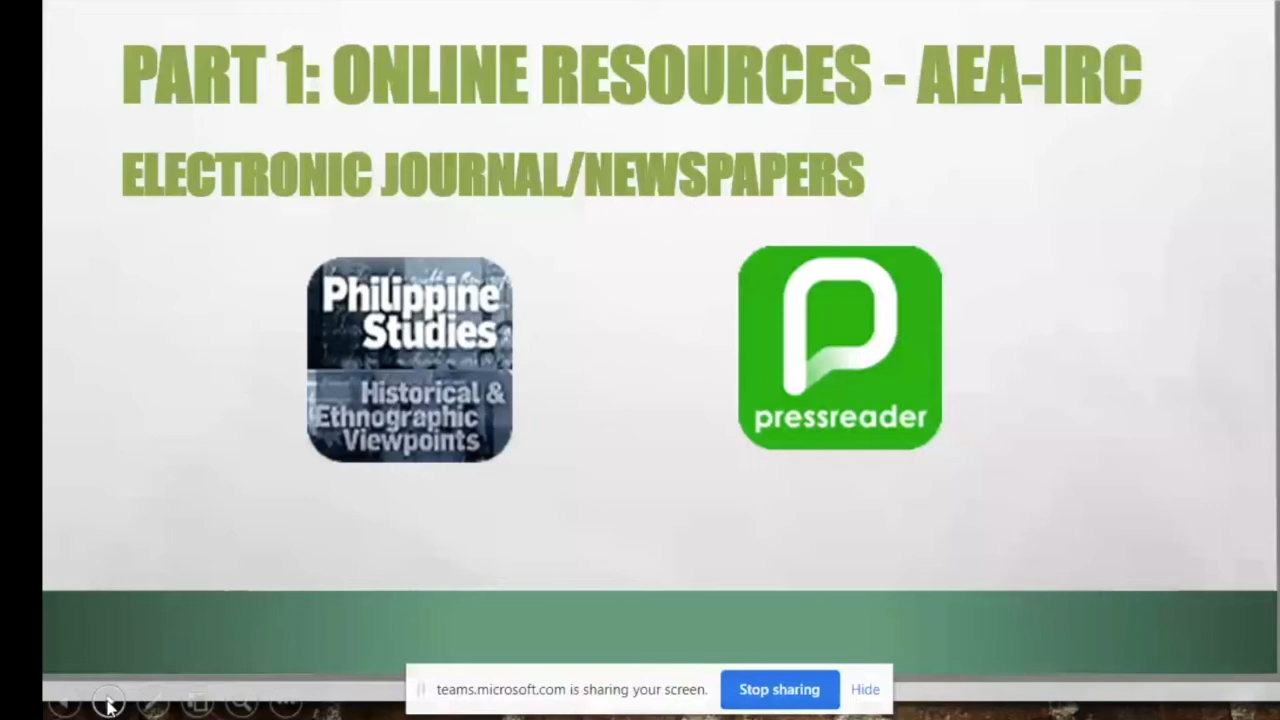 PART 1: ONLINE RESOURCES - AEA-IRC
ELECTRONIC JOURNAL/NEWSPAPERS
Philippine
Studies
Historical &
Ethnographic
Viewpoints
pressreader
teams.microsoft.com is sharing your screen.
Stop sharing
Hide